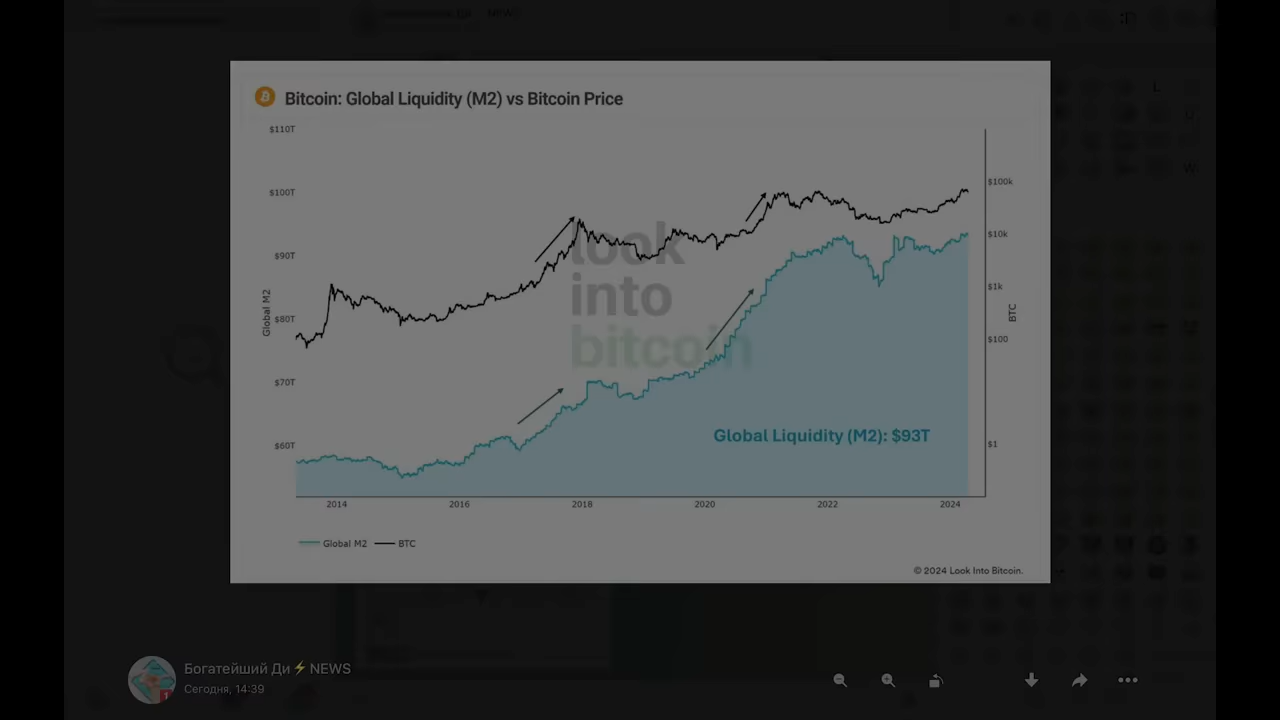 Bitcoin: Global Liquidity (M2) vs Bitcoin Price
$110T
$100T
$90T
$80T
$70T
$60T
Global M2
$100k
$10k
$1k
$100
$1
BTC
look
into
bitcoin
Global Liquidity (M2): $93T
2014
2016
2018
2020
2022
2024
Global M2
BTC
© 2024 Look Into Bitcoin.
Богатейший Ди⚡NEWS
Сегодня, 14:39